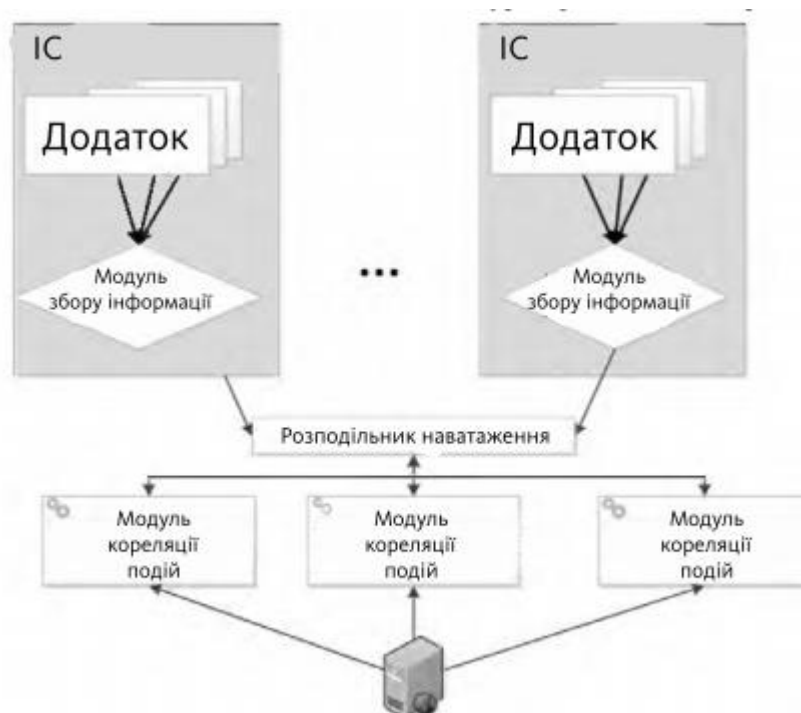 ІС
Додаток
Модуль
збору інформації
ІС
Додаток
Модуль
збору інформації
...
Розподільник наватаження
Модуль
кореляції
подій
Модуль
кореляції
подій
Модуль
кореляції
подій